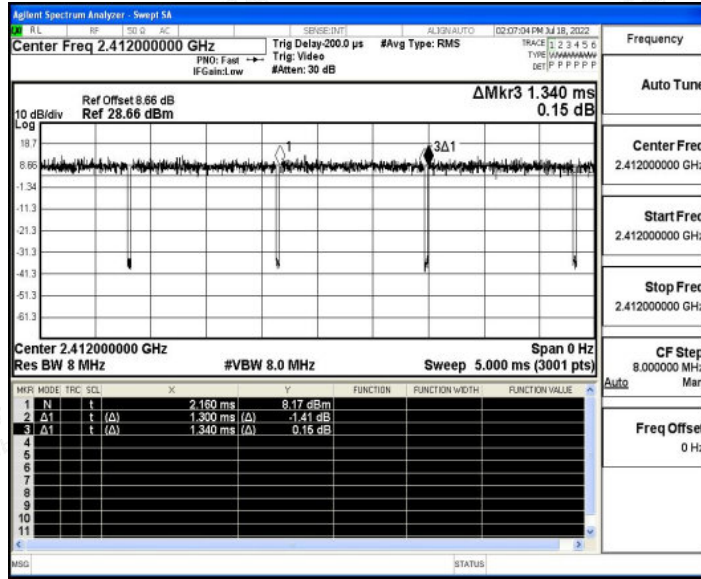 Agilent Spectrum Analyzer - Swept SA
RL RF 50 Ω AC SENSE:INT ALIGNAUTO 02:07:04 PM Jul 18, 2022
Center Freq 2.412000000 GHz
PNO: Fast
IFGain:Low
Trig Delay-200.0 µs
Trig: Video
#Atten: 30 dB
#Avg Type: RMS
TRACE 1 2 3 4 5 6
TYPE
DET P P P P P P
Frequency
Ref Offset 8.66 dB
10 dB/div Ref 28.66 dBm
Log
ΔMkr3 1.340 ms
0.15 dB
Auto Tune
18.7
8.66
-1.34
-11.3
-21.3
-31.3
-41.3
-51.3
-61.3
1
3Δ1
Center Freq
2.412000000 GHz
Start Freq
2.412000000 GHz
Stop Freq
2.412000000 GHz
CF Step
8.000000 MHz
Auto Man
Freq Offset
0 Hz
Center 2.412000000 GHz Span 0 Hz
Res BW 8 MHz #VBW 8.0 MHz Sweep 5.000 ms (3001 pts)
MKR MODE TRC SCL X Y FUNCTION FUNCTION WIDTH FUNCTION VALUE
1 N t 2.160 ms 8.17 dBm
2 Δ1 t (Δ) 1.300 ms (Δ) -1.41 dB
3 Δ1 t (Δ) 1.340 ms (Δ) 0.15 dB
4
5
6
7
8
9
10
11
MSG STATUS